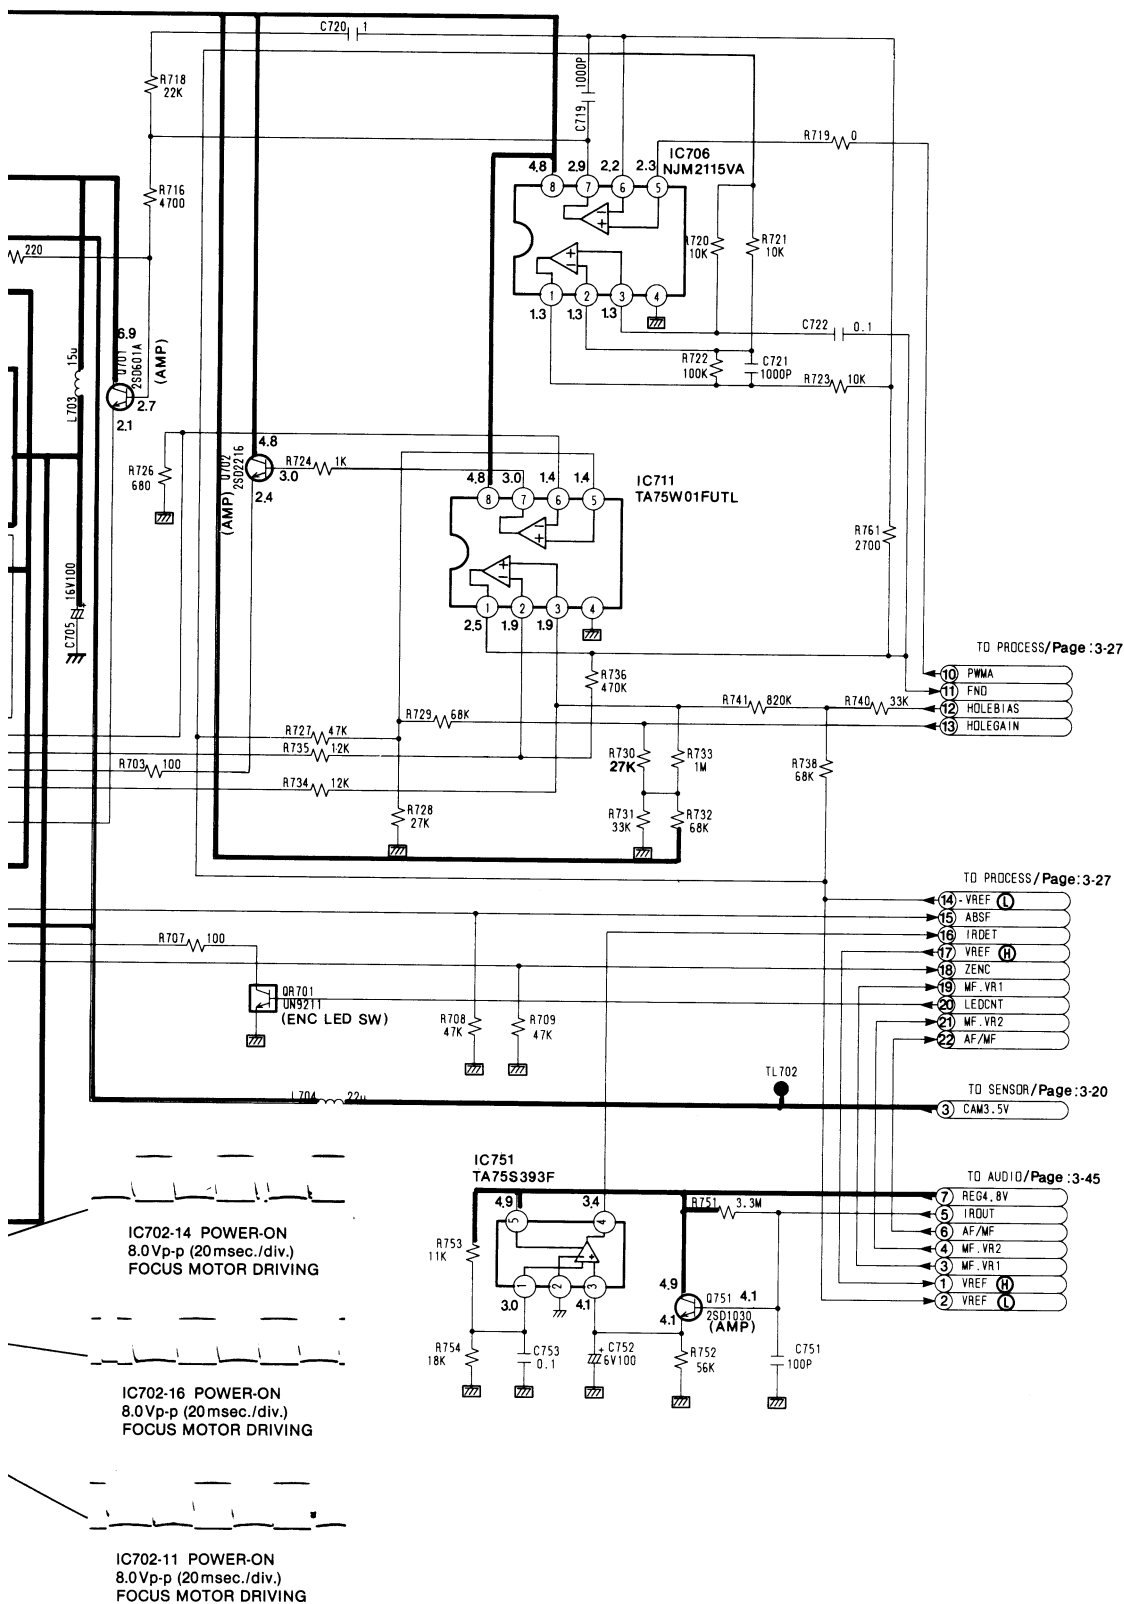 C720 1
R718
22K
C719 1000P
R719 0
IC706
NJM2115VA
4.8 2.9 2.2 2.3
8 7 6 5
R716
4700
220
R720
10K
R721
10K
1 2 3 4
1.3 1.3 1.3
C722 0.1
R722
100K
C721
1000P
R723 10K
6.9
Q701
2SD601A
(AMP)
15u
L703
2.7
2.1
4.8
R724 1K
3.0
Q702
2SD2216
(AMP)
2.4
R726
680
4.8 3.0 1.4 1.4
IC711
TA75W01FUTL
8 7 6 5
R761
2700
16V100
C705
1 2 3 4
2.5 1.9 1.9
TO PROCESS/Page:3-27
10 PWMA
11 FND
12 HOLEBIAS
13 HOLEGAIN
R736
470K
R741 820K
R740 33K
R729 68K
R727 47K
R735 12K
R703 100
R734 12K
R730
27K
R733
1M
R738
68K
R728
27K
R731
33K
R732
68K
TO PROCESS/Page:3-27
14 -VREF L
15 ABSF
16 IRDET
17 VREF H
18 ZENC
19 MF.VR1
20 LEDCNT
21 MF.VR2
22 AF/MF
R707 100
QR701
UN9211
(ENC LED SW)
R708
47K
R709
47K
TL702
L704 22u
TO SENSOR/Page:3-20
3 CAM3.5V
IC751
TA75S393F
4.9 3.4
5 4
R751 3.3M
TO AUDIO/Page:3-45
7 REG4.8V
5 IROUT
6 AF/MF
4 MF.VR2
3 MF.VR1
1 VREF H
2 VREF L
R753
11K
1 2 3
3.0 4.1
4.9
Q751 4.1
2SD1030
(AMP)
4.1
R754
18K
C753
0.1
+ C752
6V100
R752
56K
C751
100P
IC702-14 POWER-ON
8.0Vp-p (20msec./div.)
FOCUS MOTOR DRIVING
IC702-16 POWER-ON
8.0Vp-p (20msec./div.)
FOCUS MOTOR DRIVING
IC702-11 POWER-ON
8.0Vp-p (20msec./div.)
FOCUS MOTOR DRIVING